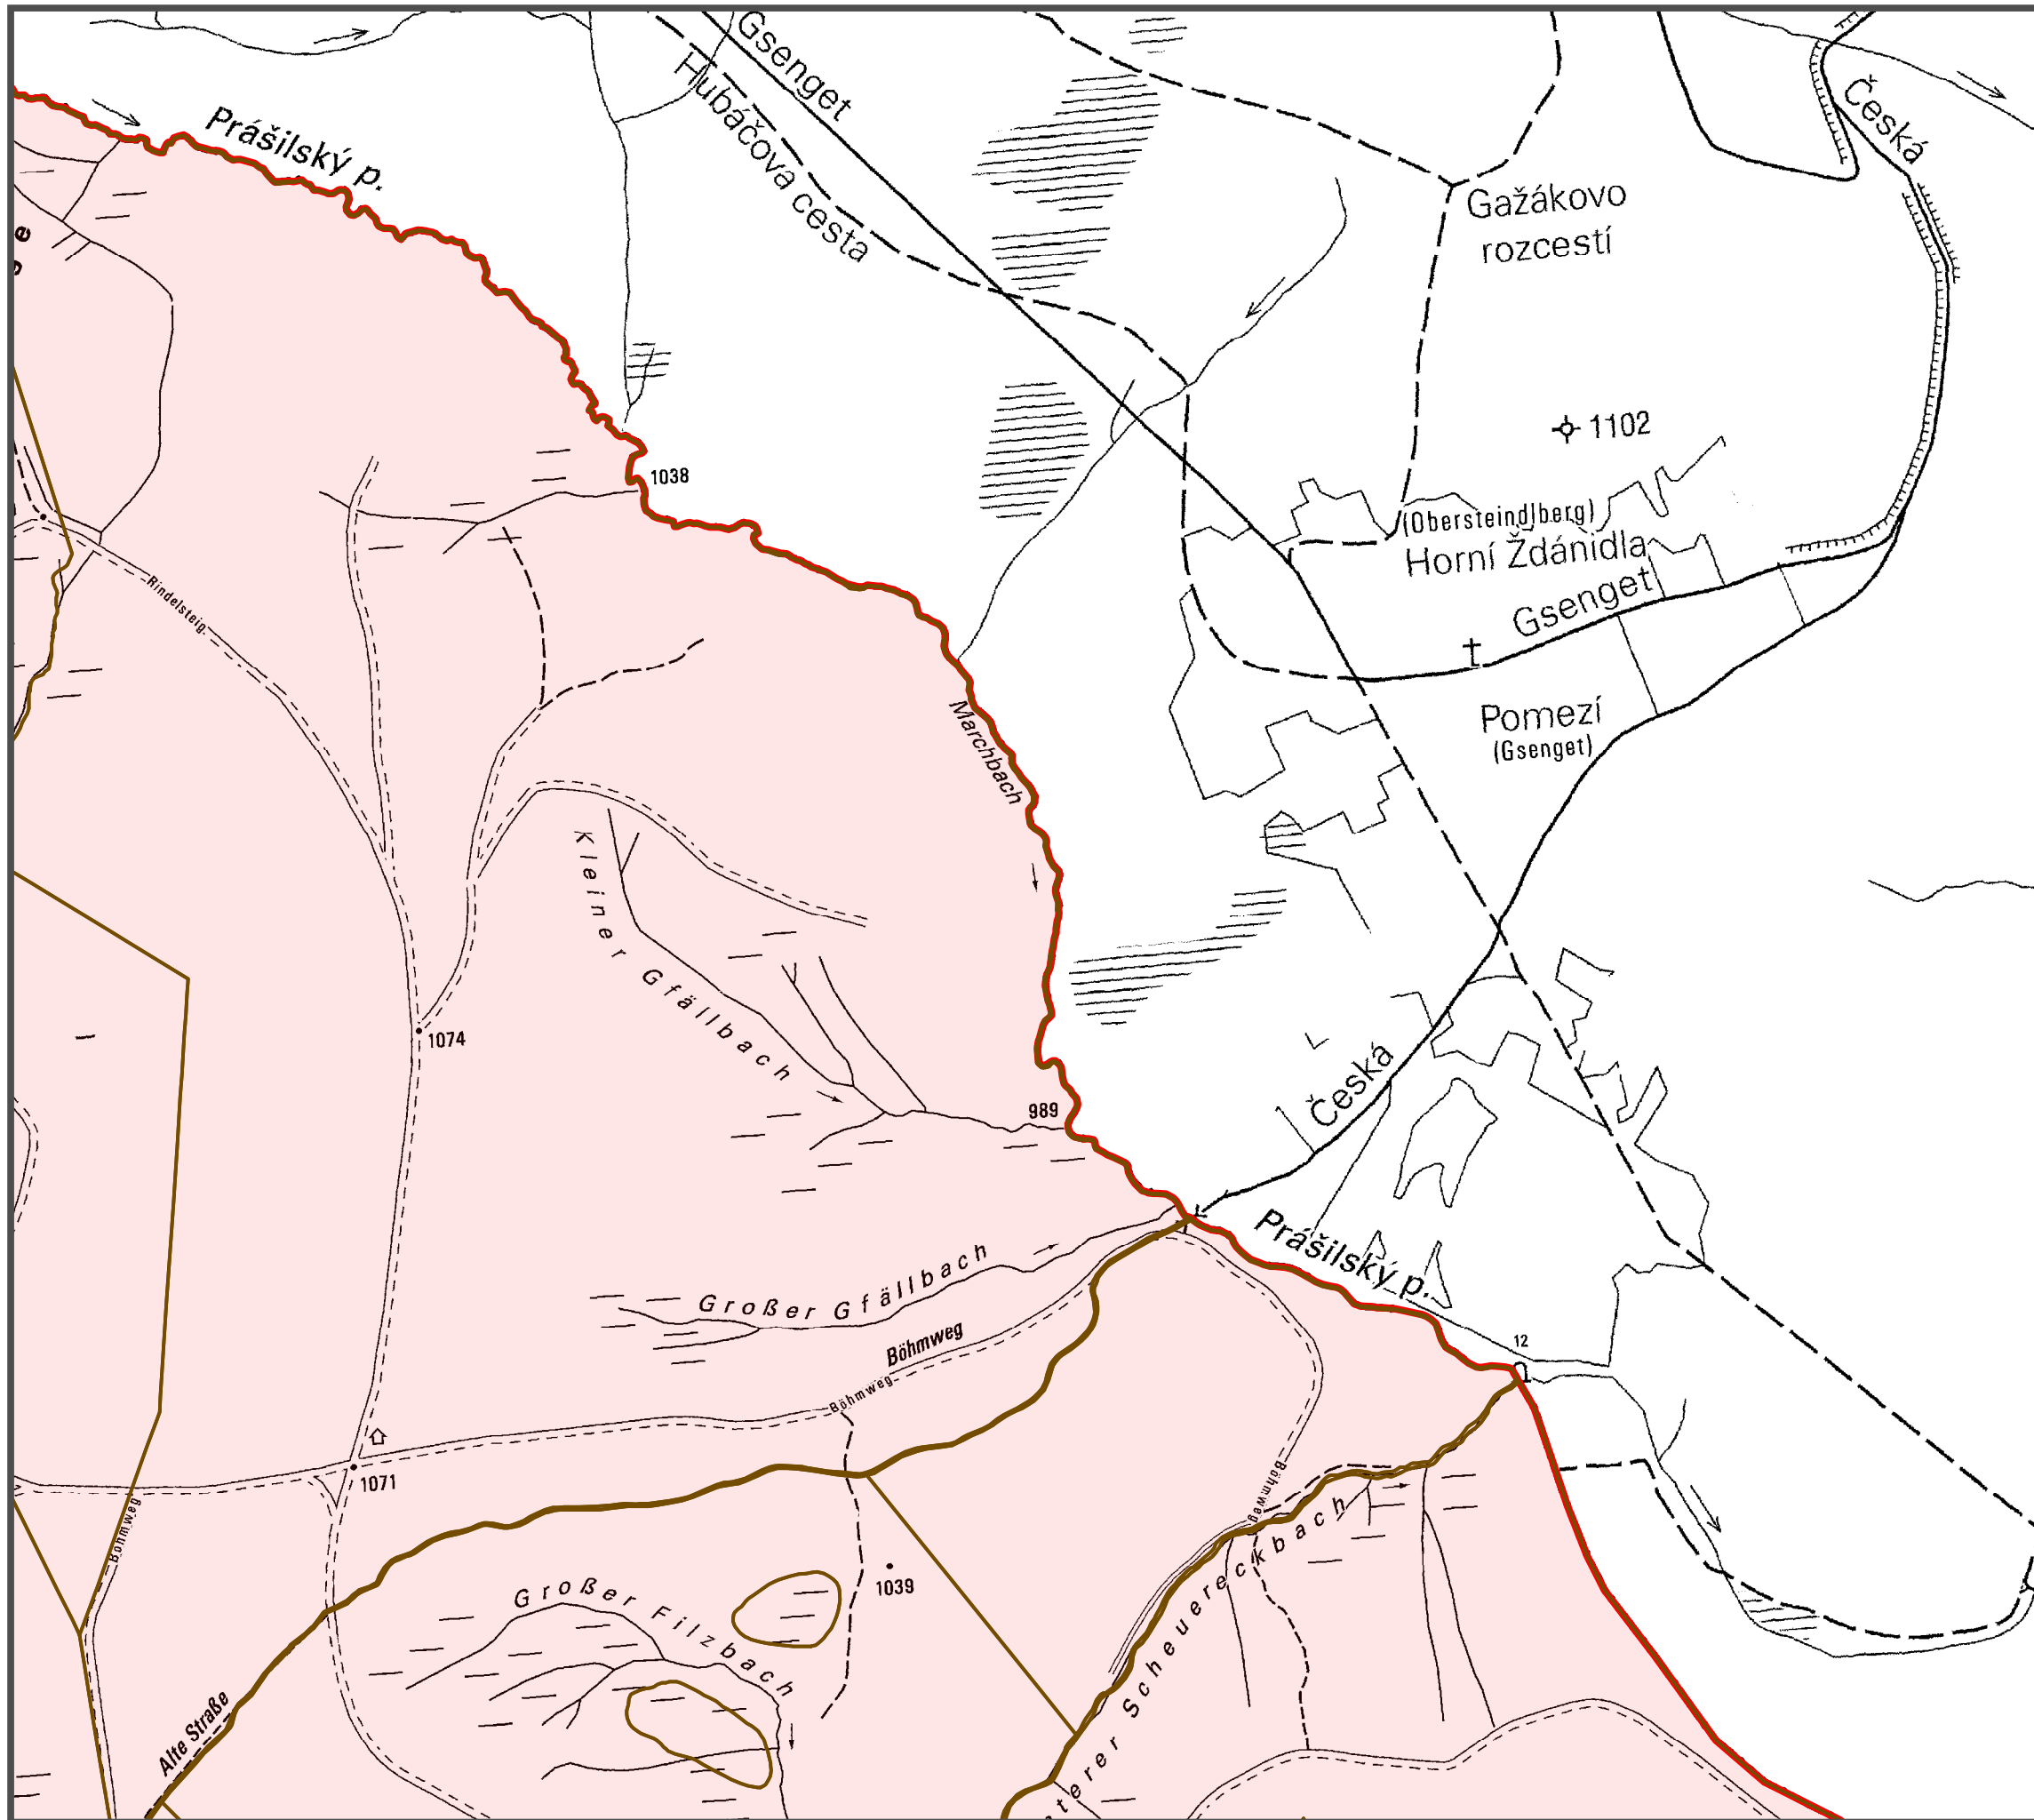 Gsenget
Hubáčova cesta
Česká
Prášilský p.
Gažákovo
rozcestí
1102
1038
(Obersteindlberg)
Horní Ždánidla
Gsenget
Rindelsteig
Marchbach
Pomezí
(Gsenget)
Kleiner Gfällbach
1074
989
Česká
Prášilský p.
Großer Gfällbach
Böhmweg
Böhmweg
12
1071
Böhmweg
Böhmweg
1039
Großer Filzbach
Scheuereckbach
Alte Straße